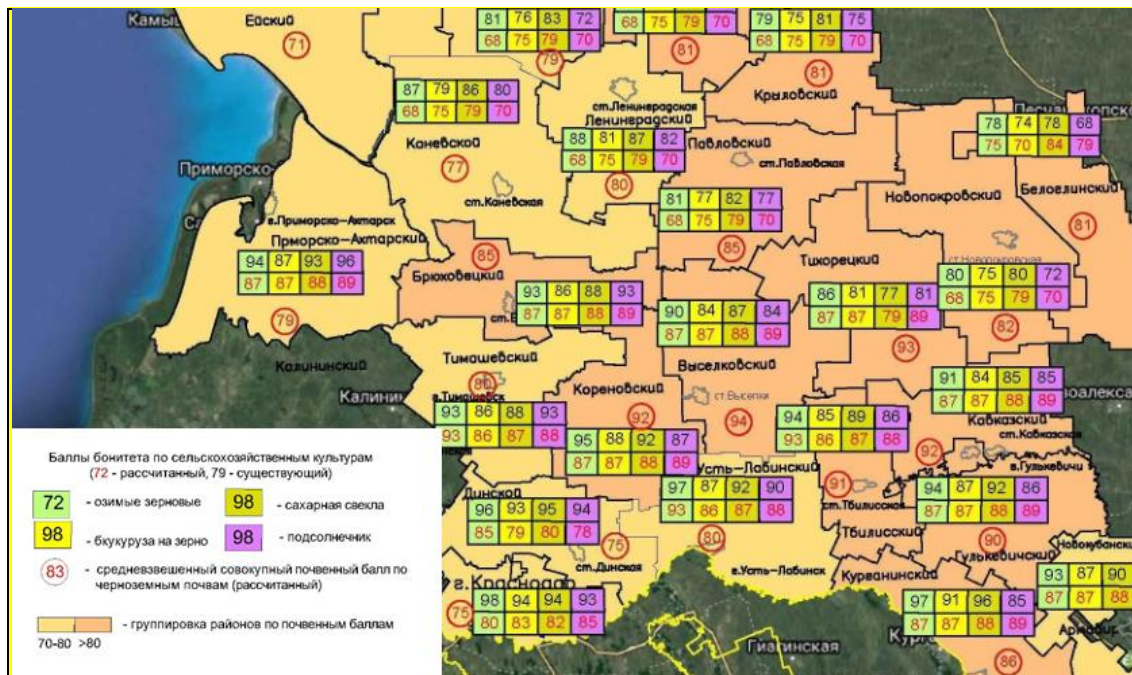 Камыш
Ейский
71
81 76 83 72
68 75 79 70
79
68 75 79 70
81
79 75 81 75
68 75 79 70
81
Крыловский
87 79 86 80
68 75 79 70
Каневской
77
ст.Каневская
ст.Ленинградская
Ленинградский
88 81 87 82
68 75 79 70
80
Павловский
ст.Павловская
81 77 82 77
68 75 79 70
85
78 74 78 68
75 70 84 79
Новопокровский
Белоглинский
81
ст.Новопокровская
80 75 80 72
68 75 79 70
82
Приморско-
г.Приморско-Ахтарск
Прморско-Ахтарский
94 87 93 96
87 87 88 89
79
85
Брюховецкий
93 86 88 93
87 87 88 89
Тихорецкий
86 81 77 81
87 87 79 89
93
90 84 87 84
87 87 88 89
Выселковский
ст.Выселки
94
Калининский
Калинин
Тимашевский
80
г.Тимашевск
93 86 88 93
93 86 87 88
Кореновский
92
95 88 92 87
87 87 88 89
94 85 89 86
93 86 87 88
91 84 85 85
87 87 88 89
Кавказский
ст.Кавказская
92
г.Гулькевичи
94 87 92 86
87 87 88 89
90
Гулькевичский
Новокубански
Усть-Лабинский
97 87 92 90
93 86 87 88
80
г.Усть-Лабинск
91
ст.Тбилисская
Тбилисский
Динской
96 93 95 94
85 79 80 78
75
ст.Динская
г.Краснодар
75
98 94 94 93
80 83 82 85
Курганинский
97 91 96 85
87 87 88 89
93 87 90
87 87 88
Армавир
86
Гиагинская
Баллы бонитета по сельскохозяйственным культурам
(72 - рассчитанный, 79 - существующий)
72 - озимые зерновые
98 - сахарная свекла
98 - бкукуруза на зерно
98 - подсолнечник
83 - средневзвешенный совокупный почвенный балл по
черноземным почвам (рассчитанный)
- группировка районов по почвенным баллам
70-80 >80